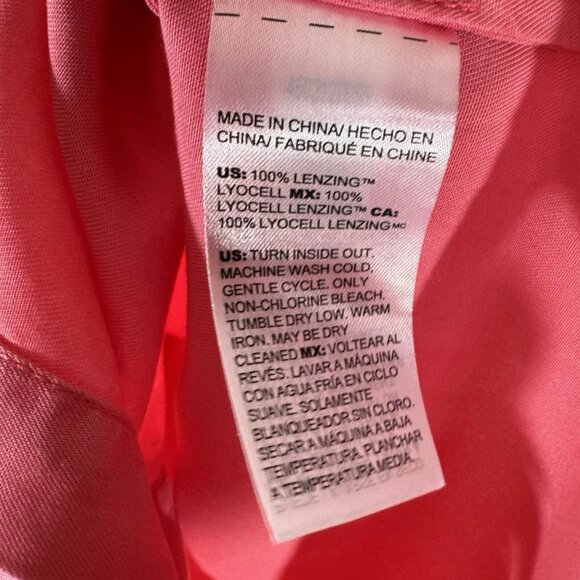 MADE IN CHINA/ HECHO EN
CHINA/ FABRIQUÉ EN CHINE
US: 100% LENZING™
LYOCELL MX: 100%
LYOCELL LENZING™ CA:
100% LYOCELL LENZINGᴹᶜ
US: TURN INSIDE OUT.
MACHINE WASH COLD,
GENTLE CYCLE. ONLY
NON-CHLORINE BLEACH.
TUMBLE DRY LOW. WARM
IRON. MAY BE DRY
CLEANED MX: VOLTEAR AL
REVÉS. LAVAR A MÁQUINA
CON AGUA FRÍA EN CICLO
SUAVE. SOLAMENTE
BLANQUEADOR SIN CLORO.
SECAR A MÁQUINA A BAJA
TEMPERATURA. PLANCHAR
A TEMPERATURA MEDIA.